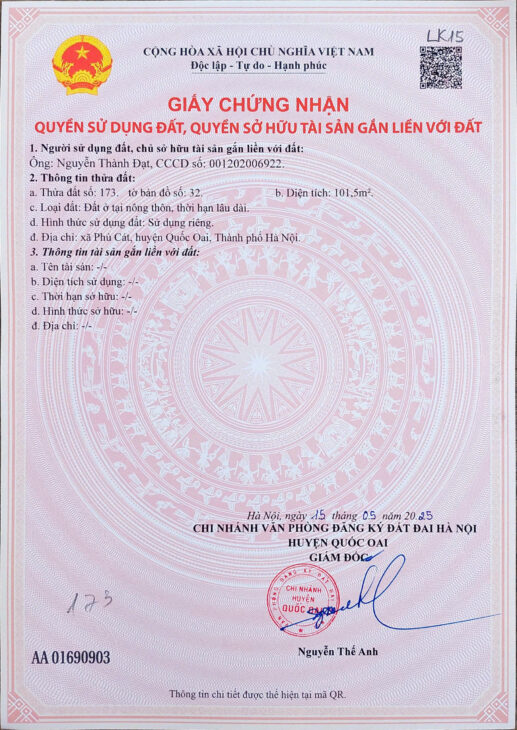 LK15
CỘNG HÒA XÃ HỘI CHỦ NGHĨA VIỆT NAM
Độc lập - Tự do - Hạnh phúc
GIẤY CHỨNG NHẬN
QUYỀN SỬ DỤNG ĐẤT, QUYỀN SỞ HỮU TÀI SẢN GẮN LIỀN VỚI ĐẤT
1. Người sử dụng đất, chủ sở hữu tài sản gắn liền với đất:
Ông: Nguyễn Thành Đạt, CCCD số: 001202006922.
2. Thông tin thửa đất:
a. Thửa đất số: 173. tờ bản đồ số: 32. b. Diện tích: 101,5m².
c. Loại đất: Đất ở tại nông thôn, thời hạn lâu dài.
d. Hình thức sử dụng đất: Sử dụng riêng.
đ. Địa chỉ: xã Phú Cát, huyện Quốc Oai, Thành phố Hà Nội.
3. Thông tin tài sản gắn liền với đất:
a. Tên tài sản: -/-
b. Diện tích sử dụng: -/-
c. Thời hạn sở hữu: -/-
d. Hình thức sở hữu: -/-
đ. Địa chỉ: -/-
Hà Nội, ngày 15 tháng 05 năm 2025
CHI NHÁNH VĂN PHÒNG ĐĂNG KÝ ĐẤT ĐAI HÀ NỘI
HUYỆN QUỐC OAI
GIÁM ĐỐC
VĂN PHÒNG ĐĂNG KÝ ĐẤT ĐAI
CHI NHÁNH
HUYỆN
QUỐC OAI
173
Nguyễn Thế Anh
AA 01690903
Thông tin chi tiết được thể hiện tại mã QR.